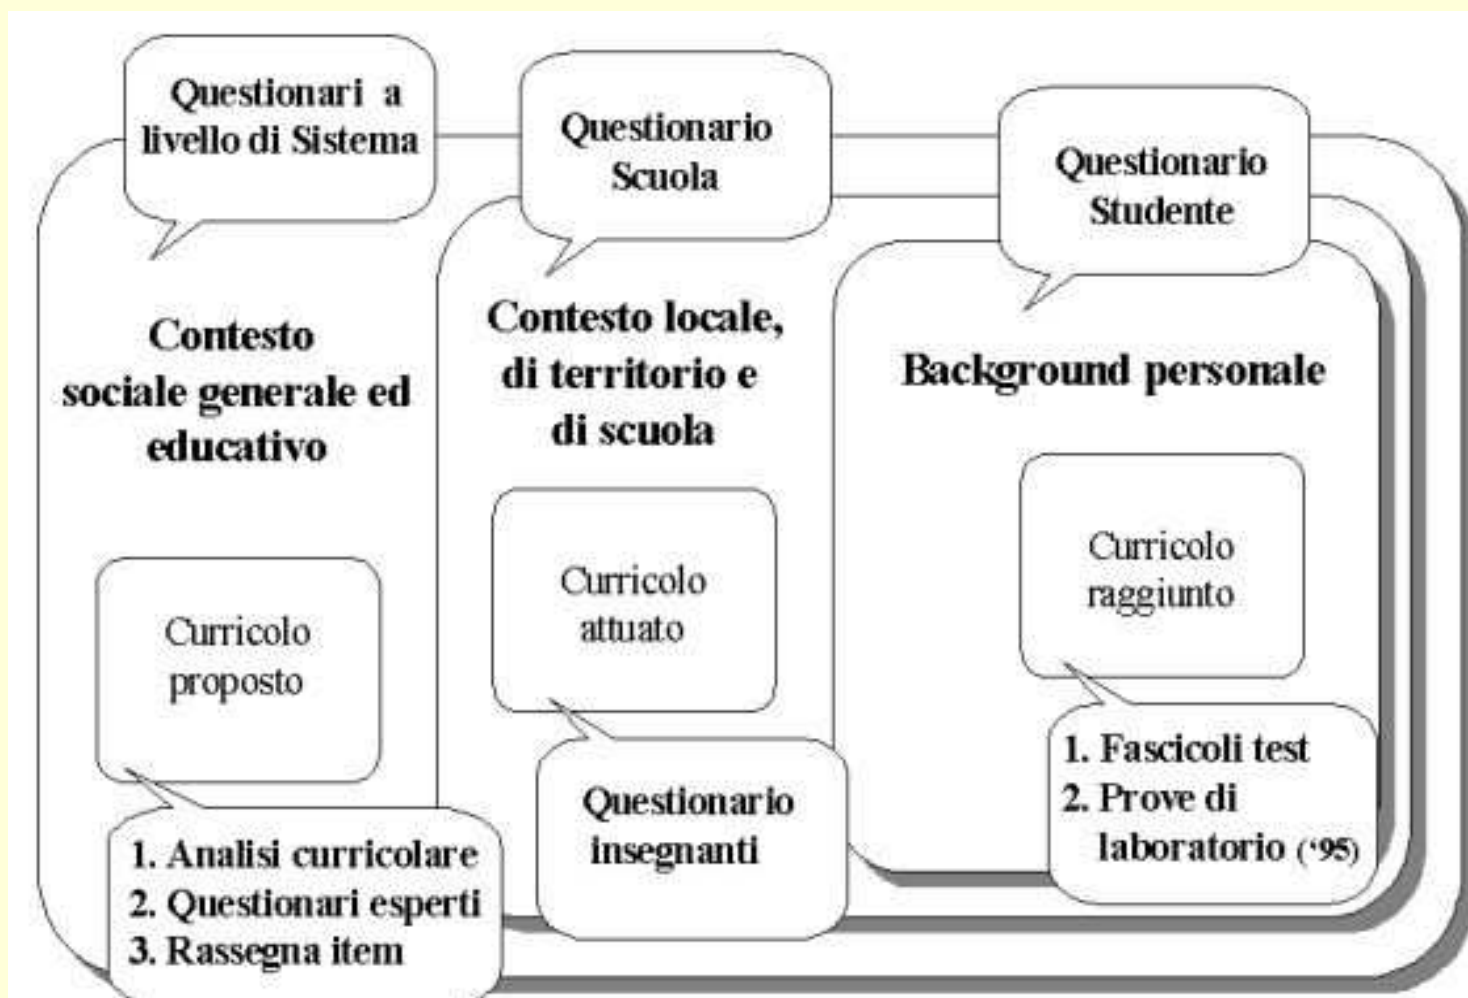 Questionari a
livello di Sistema
Contesto
sociale generale ed
educativo
Curricolo
proposto
1. Analisi curricolare
2. Questionari esperti
3. Rassegna item
Questionario
Scuola
Contesto locale,
di territorio e
di scuola
Curricolo
attuato
Questionario
insegnanti
Questionario
Studente
Background personale
Curricolo
raggiunto
1. Fascicoli test
2. Prove di
laboratorio (‘95)